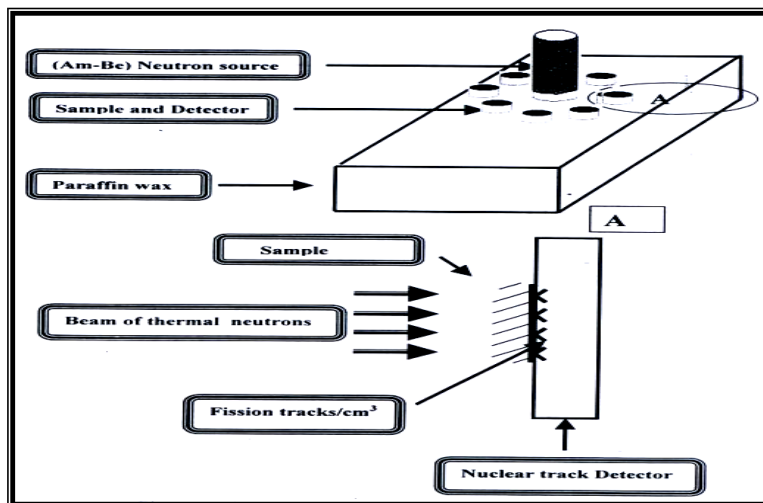 (Am-Be) Neutron source
Sample and Detector
A
Paraffin wax
A
Sample
Beam of thermal neutrons
Fission tracks/cm³
Nuclear track Detector